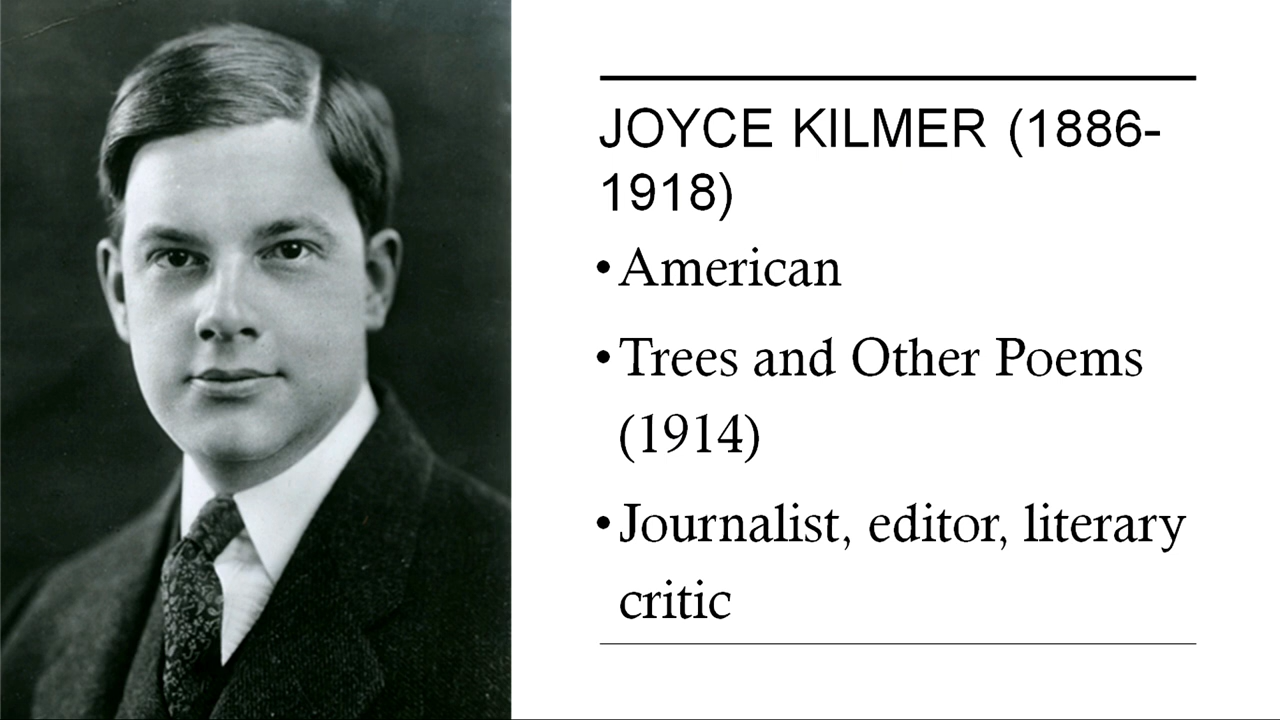 JOYCE KILMER (1886-
1918)
•American
•Trees and Other Poems
(1914)
•Journalist, editor, literary
critic